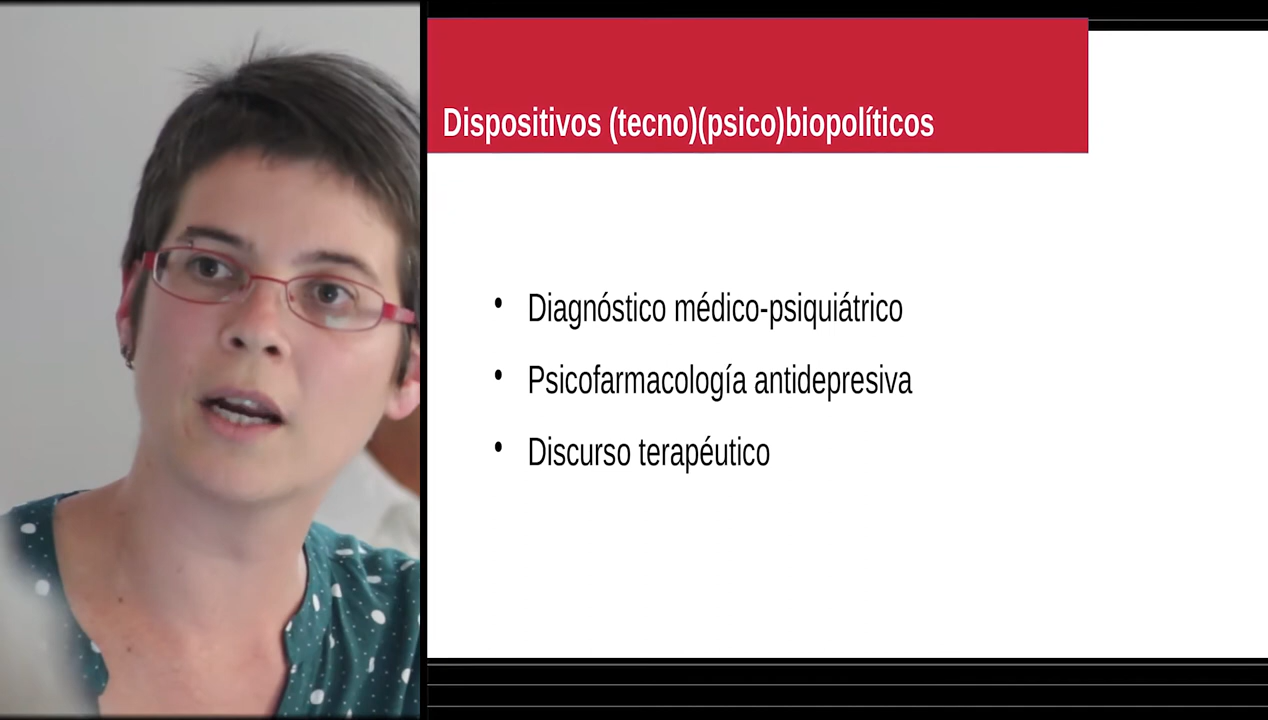 Dispositivos (tecno)(psico)biopolíticos
• Diagnóstico médico-psiquiátrico
• Psicofarmacología antidepresiva
• Discurso terapéutico